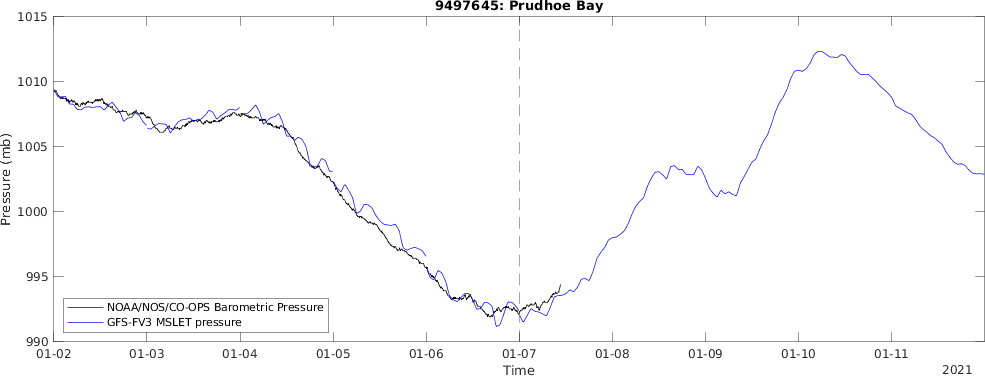 9497645: Prudhoe Bay
1015
1010
1005
1000
995
990
Pressure (mb)
NOAA/NOS/CO-OPS Barometric Pressure
GFS-FV3 MSLET pressure
01-02 01-03 01-04 01-05 01-06 01-07 01-08 01-09 01-10 01-11
Time
2021